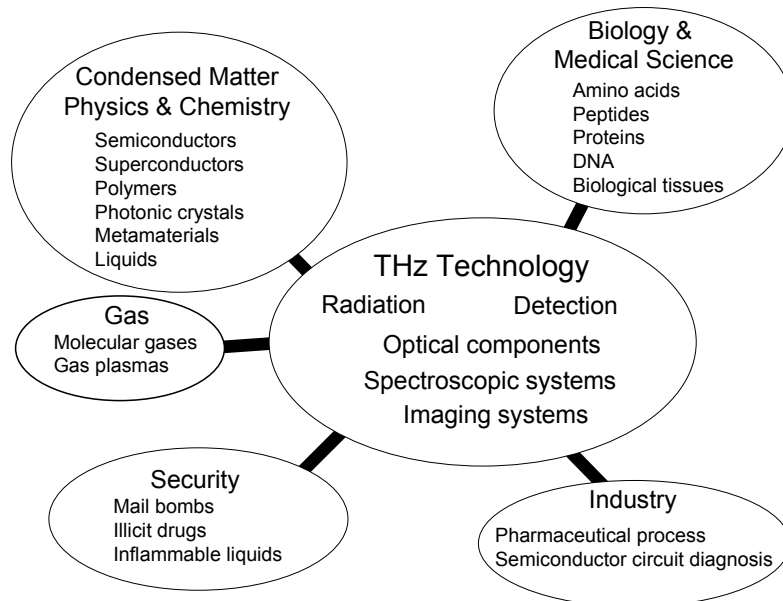 Condensed Matter
Physics & Chemistry
Semiconductors
Superconductors
Polymers
Photonic crystals
Metamaterials
Liquids
Biology &
Medical Science
Amino acids
Peptides
Proteins
DNA
Biological tissues
THz Technology
Radiation Detection
Optical components
Spectroscopic systems
Imaging systems
Gas
Molecular gases
Gas plasmas
Security
Mail bombs
Illicit drugs
Inflammable liquids
Industry
Pharmaceutical process
Semiconductor circuit diagnosis